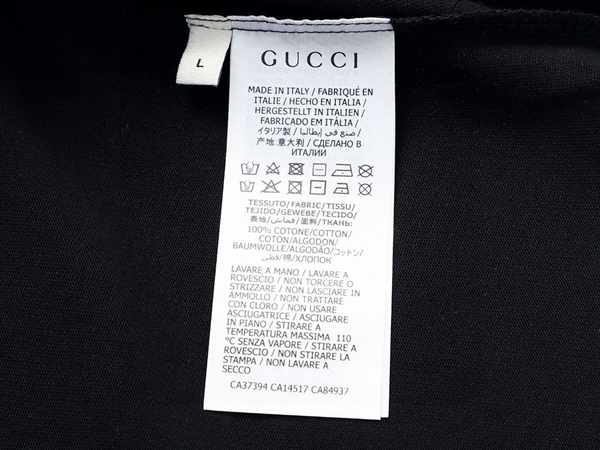 L
GUCCI
MADE IN ITALY / FABRIQUÉ EN
ITALIE / HECHO EN ITALIA /
HERGESTELLT IN ITALIEN /
FABRICADO EM ITÁLIA /
イタリア製 / صنع في إيطاليا /
产地:意大利 / СДЕЛАНО В
ИТАЛИИ
TESSUTO/FABRIC/TISSU/
TEJIDO/GEWEBE/TECIDO/
表地/قماش/面料/ТКАНЬ:
100% COTONE/COTTON/
COTON/ALGODON/
BAUMWOLLE/ALGODÃO/コットン/
قطن/棉/ХЛОПОК
LAVARE A MANO / LAVARE A
ROVESCIO / NON TORCERE O
STRIZZARE / NON LASCIARE IN
AMMOLLO / NON TRATTARE
CON CLORO / NON USARE
ASCIUGATRICE / ASCIUGARE
IN PIANO / STIRARE A
TEMPERATURA MASSIMA 110
°C SENZA VAPORE / STIRARE A
ROVESCIO / NON STIRARE LA
STAMPA / NON LAVARE A
SECCO
CA37394 CA14517 CA84937